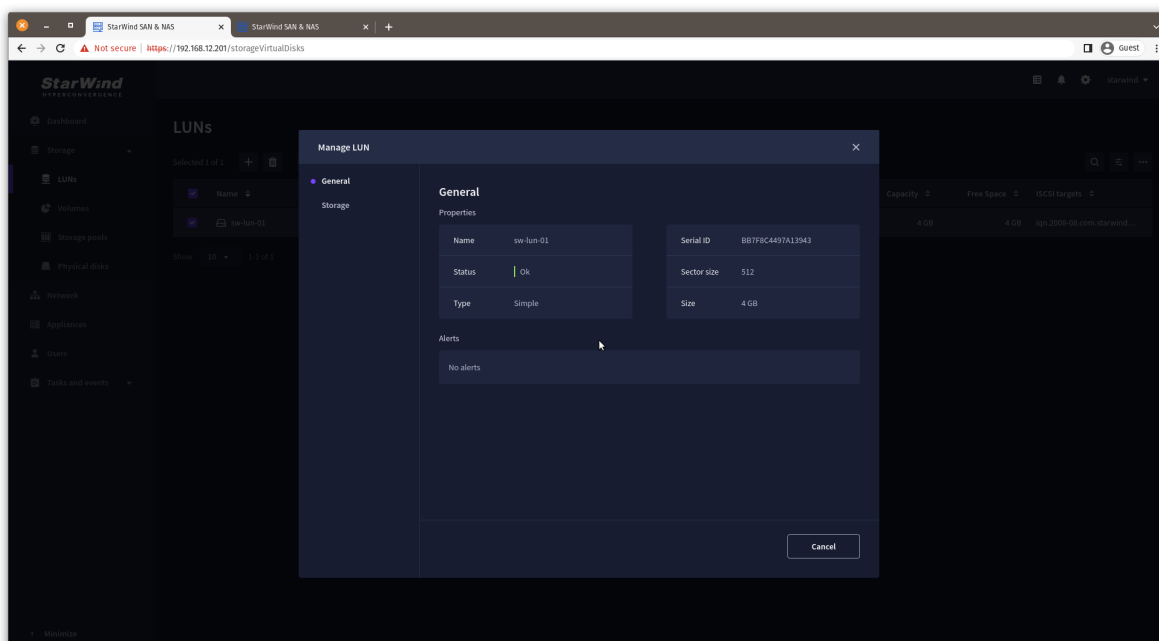 StarWind SAN & NAS
StarWind SAN & NAS
Not secure https://192.168.12.201/storageVirtualDisks
Guest
StarWind
HYPERCONVERGENCE
starwind
Dashboard
Storage
LUNs
Volumes
Storage pools
Physical disks
Network
Appliances
Users
Tasks and events
Minimize
LUNs
Selected 1 of 1
Name Capacity Free Space iSCSI targets
sw-lun-01 4 GB 4 GB iqn.2008-08.com.starwind...
Show 10 1-1 of 1
Manage LUN
General
Storage
General
Properties
Name sw-lun-01
Status Ok
Type Simple
Serial ID BB7F8C4497A13943
Sector size 512
Size 4 GB
Alerts
No alerts
Cancel